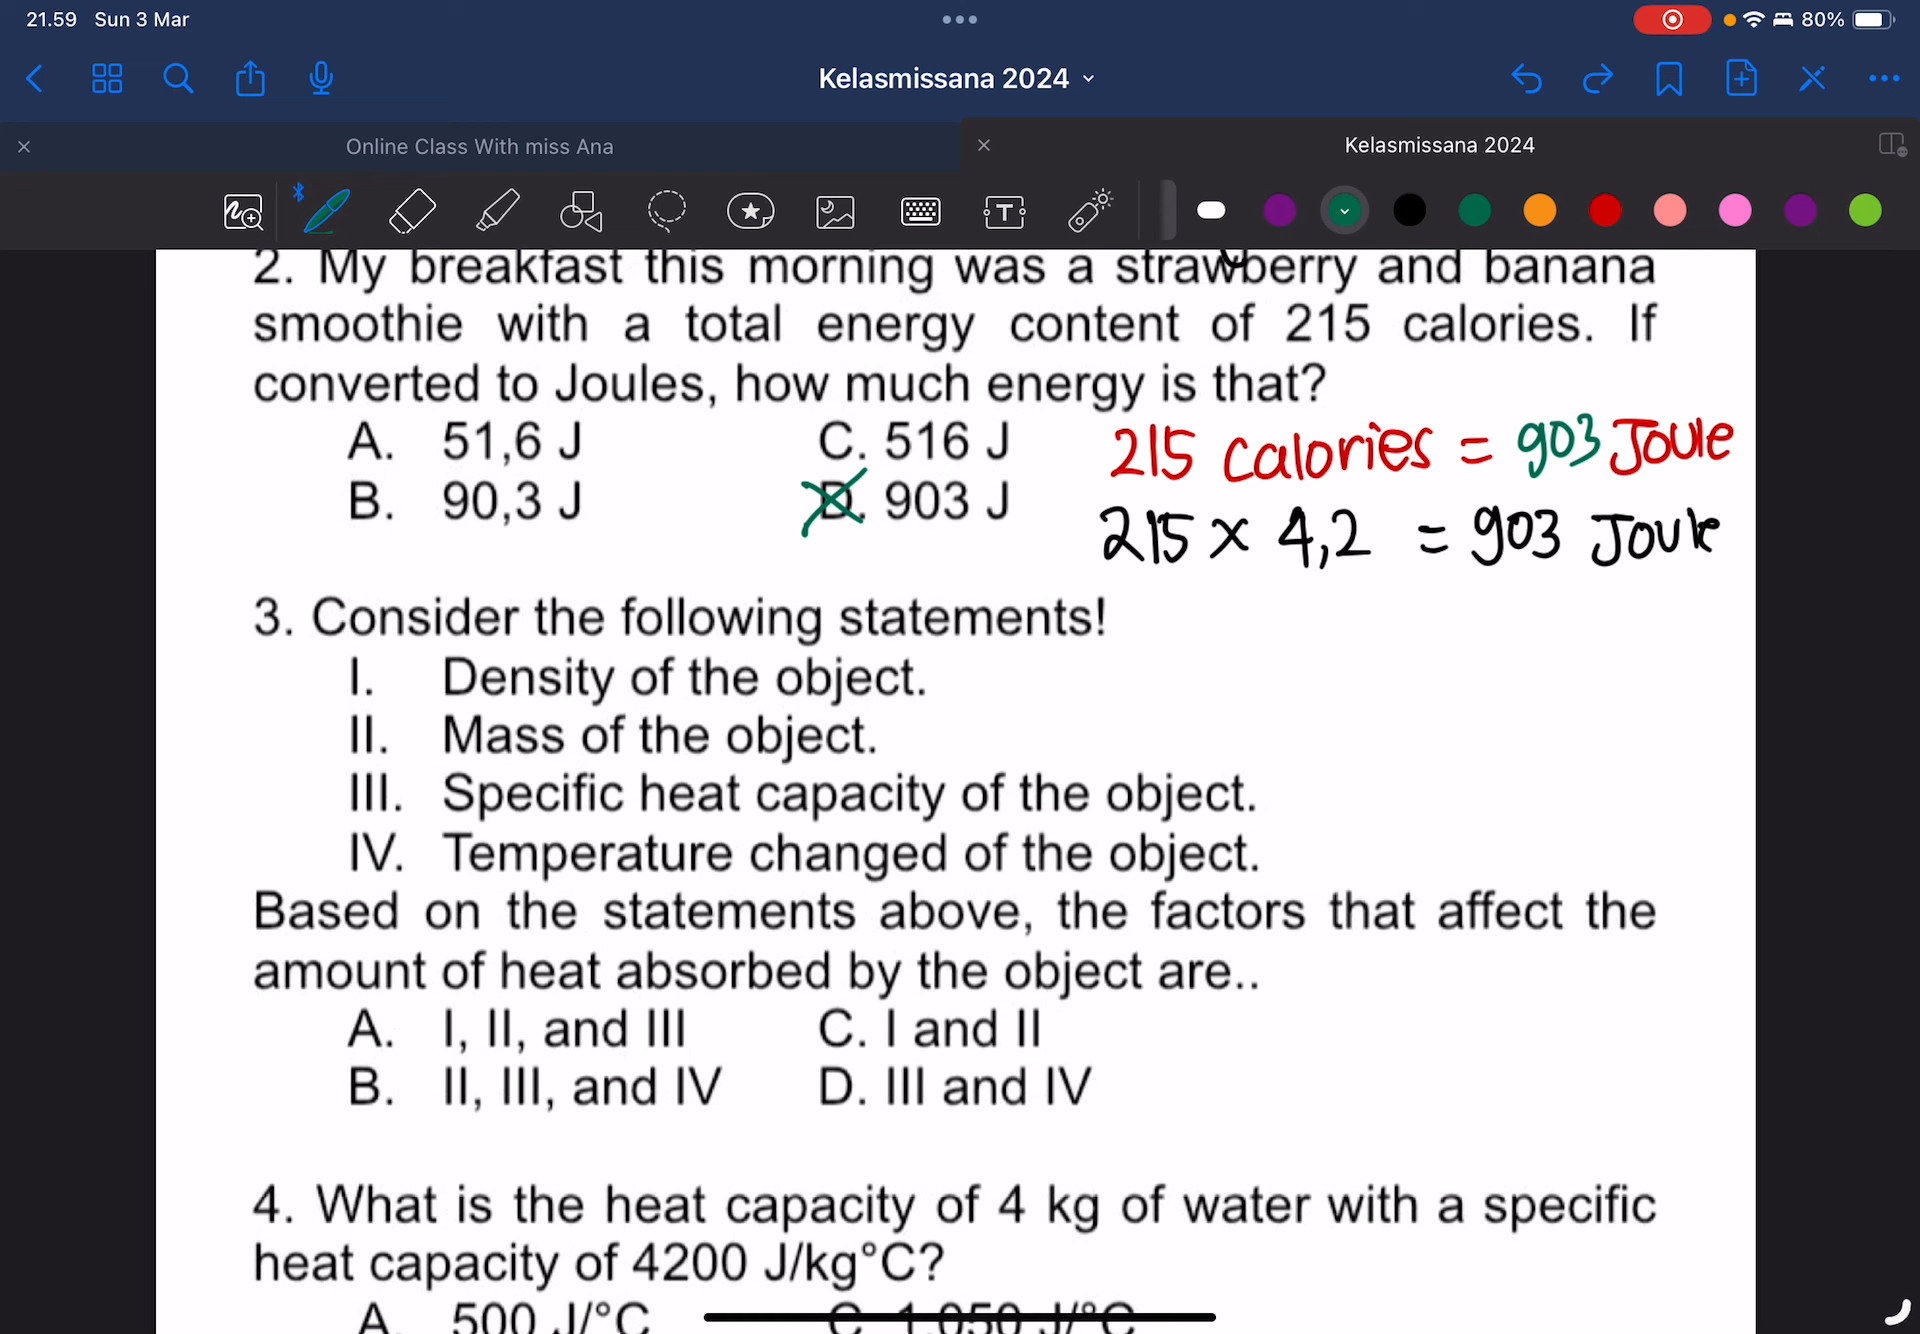 21.59 Sun 3 Mar
80%
Kelasmissana 2024
Online Class With miss Ana
Kelasmissana 2024
T
2. My breakfast this morning was a strawberry and banana
smoothie with a total energy content of 215 calories. If
converted to Joules, how much energy is that?
A. 51,6 J C. 516 J
B. 90,3 J D. 903 J
215 calories = 903 Joule
215 x 4,2 = 903 Joule
3. Consider the following statements!
I. Density of the object.
II. Mass of the object.
III. Specific heat capacity of the object.
IV. Temperature changed of the object.
Based on the statements above, the factors that affect the
amount of heat absorbed by the object are..
A. I, II, and III C. I and II
B. II, III, and IV D. III and IV
4. What is the heat capacity of 4 kg of water with a specific
heat capacity of 4200 J/kg°C?
A. 500 J/°C C. 1.050 J/°C